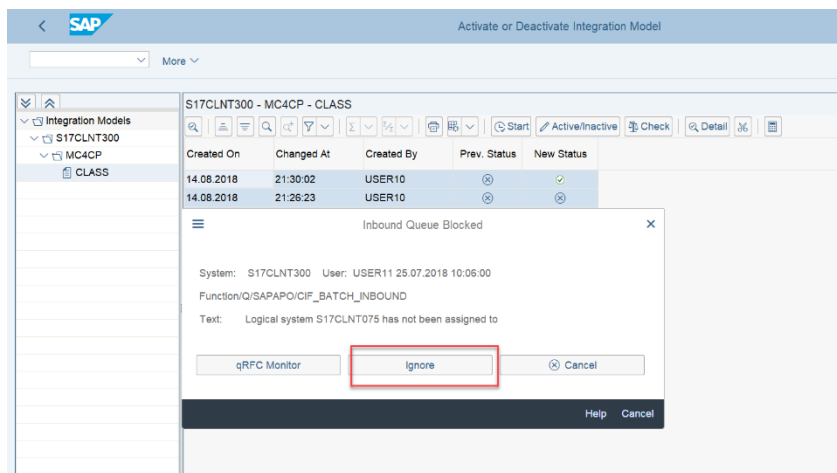 SAP
Activate or Deactivate Integration Model
More
Integration Models
S17CLNT300
MC4CP
CLASS
S17CLNT300 - MC4CP - CLASS
Start Active/Inactive Check Detail
Created On Changed At Created By Prev. Status New Status
14.08.2018 21:30:02 USER10
14.08.2018 21:26:23 USER10
Inbound Queue Blocked
System: S17CLNT300 User: USER11 25.07.2018 10:06:00
Function/Q/SAPAPO/CIF_BATCH_INBOUND
Text: Logical system S17CLNT075 has not been assigned to
qRFC Monitor Ignore Cancel
Help Cancel